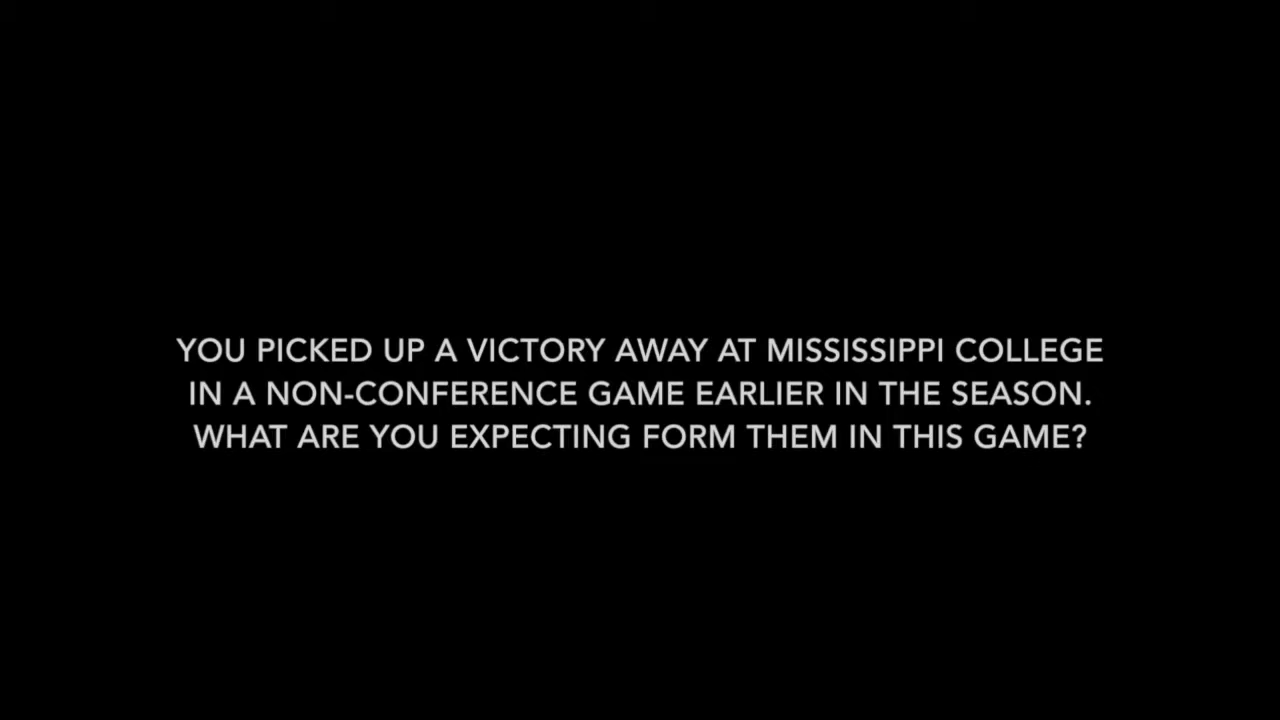 YOU PICKED UP A VICTORY AWAY AT MISSISSIPPI COLLEGE
IN A NON-CONFERENCE GAME EARLIER IN THE SEASON.
WHAT ARE YOU EXPECTING FORM THEM IN THIS GAME?